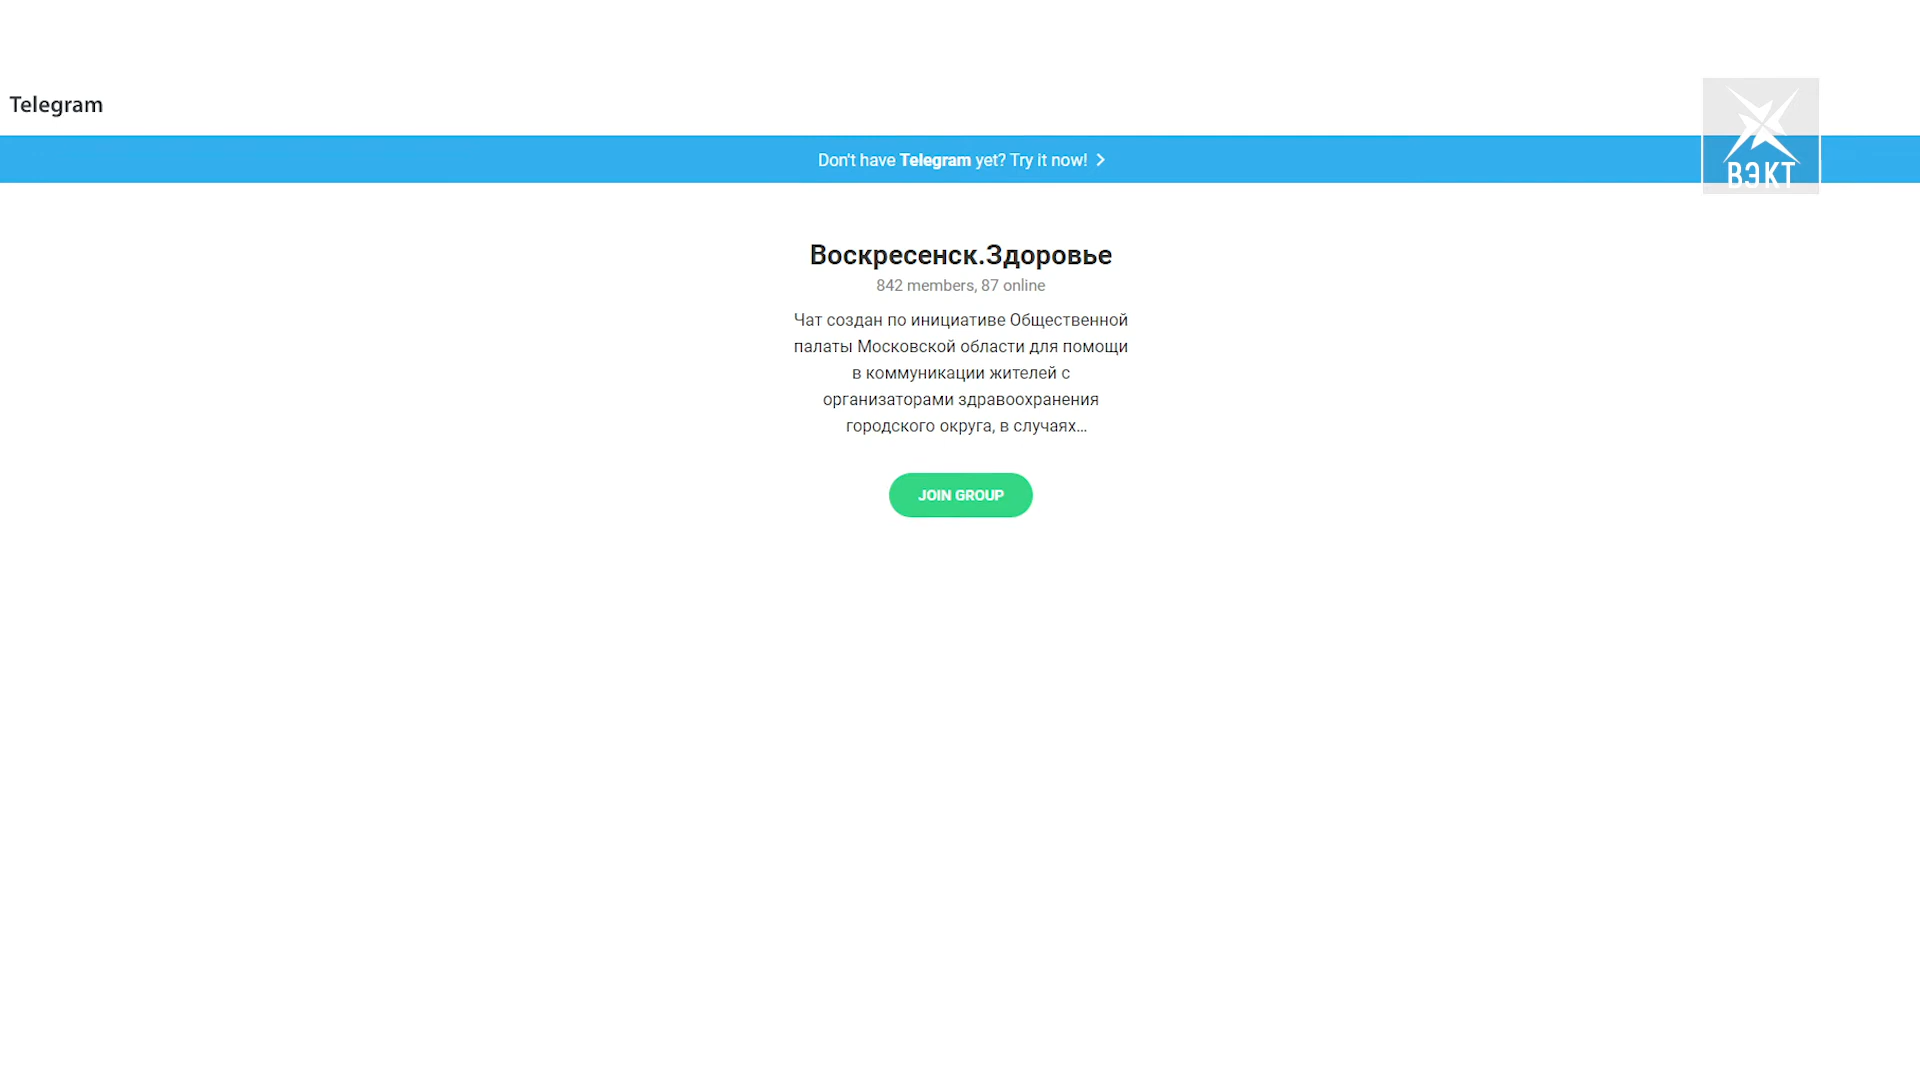 Telegram
Don't have Telegram yet? Try it now!
ВЭКТ
Воскресенск.Здоровье
842 members, 87 online
Чат создан по инициативе Общественной
палаты Московской области для помощи
в коммуникации жителей с
организаторами здравоохранения
городского округа, в случаях...
JOIN GROUP